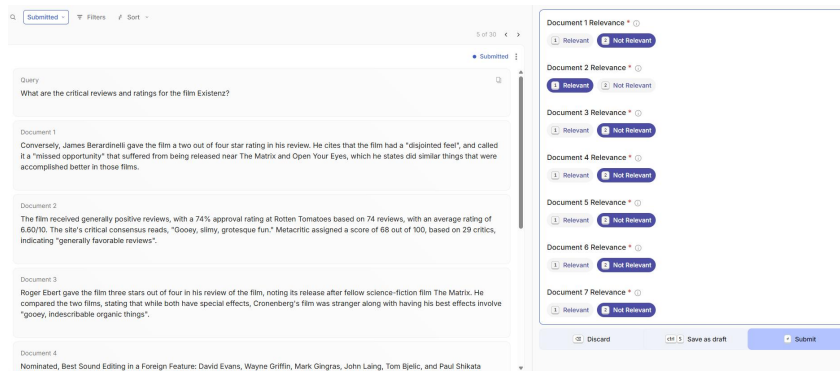 Submitted
Filters
Sort
5 of 30
Submitted
Query
What are the critical reviews and ratings for the film Existenz?
Document 1
Conversely, James Berardinelli gave the film a two out of four star rating in his review. He cites that the film had a "disjointed feel", and called
it a "missed opportunity" that suffered from being released near The Matrix and Open Your Eyes, which he states did similar things that were
accomplished better in those films.
Document 2
The film received generally positive reviews, with a 74% approval rating at Rotten Tomatoes based on 74 reviews, with an average rating of
6.60/10. The site's critical consensus reads, "Gooey, slimy, grotesque fun." Metacritic assigned a score of 68 out of 100, based on 29 critics,
indicating "generally favorable reviews".
Document 3
Roger Ebert gave the film three stars out of four in his review of the film, noting its release after fellow science-fiction film The Matrix. He
compared the two films, stating that while both have special effects, Cronenberg's film was stranger along with having his best effects involve
"gooey, indescribable organic things".
Document 4
Nominated, Best Sound Editing in a Foreign Feature: David Evans, Wayne Griffin, Mark Gingras, John Laing, Tom Bjelic, and Paul Shikata
Document 1 Relevance *
1 Relevant 2 Not Relevant
Document 2 Relevance *
1 Relevant 2 Not Relevant
Document 3 Relevance *
1 Relevant 2 Not Relevant
Document 4 Relevance *
1 Relevant 2 Not Relevant
Document 5 Relevance *
1 Relevant 2 Not Relevant
Document 6 Relevance *
1 Relevant 2 Not Relevant
Document 7 Relevance *
1 Relevant 2 Not Relevant
Discard ctrl S Save as draft Submit